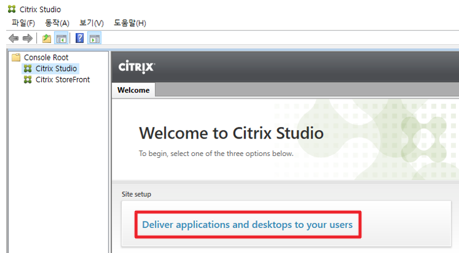 Citrix Studio
파일(F) 동작(A) 보기(V) 도움말(H)
Console Root
Citrix Studio
Citrix StoreFront
CİTRIX
Welcome
Welcome to Citrix Studio
To begin, select one of the three options below.
Site setup
Deliver applications and desktops to your users